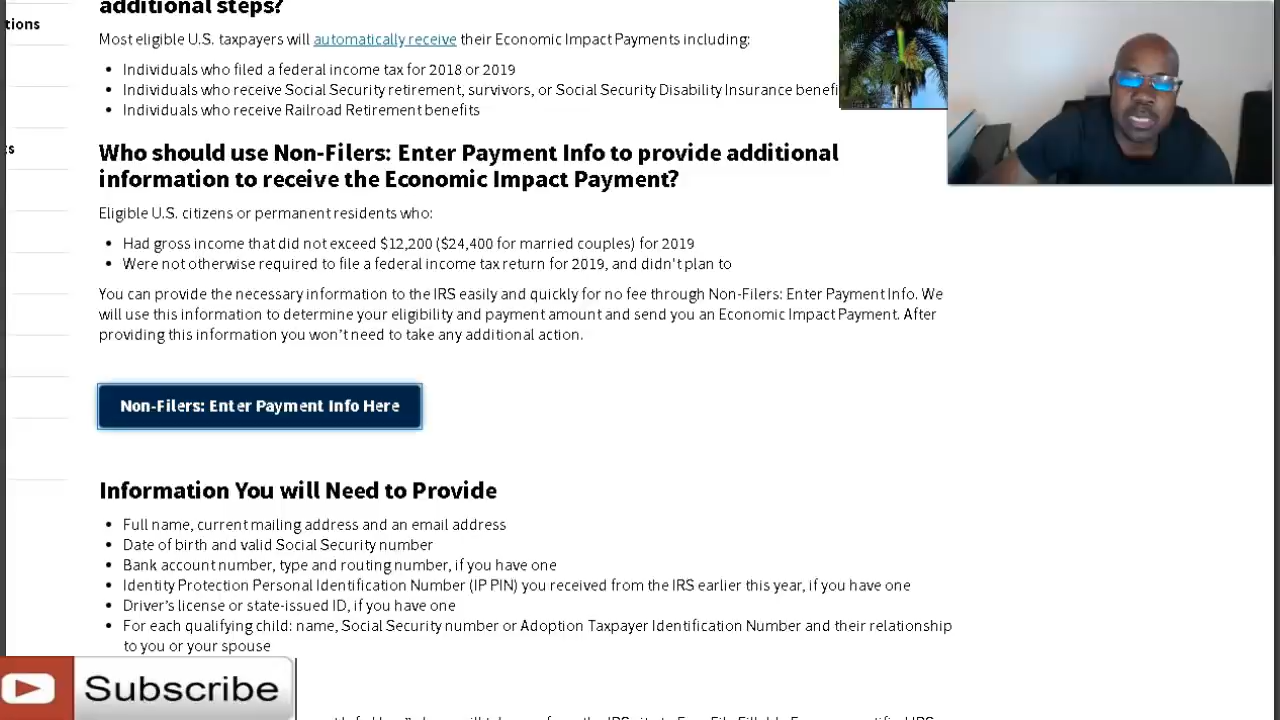 additional steps?
tions
Most eligible U.S. taxpayers will automatically receive their Economic Impact Payments including:
• Individuals who filed a federal income tax for 2018 or 2019
• Individuals who receive Social Security retirement, survivors, or Social Security Disability Insurance benefi
• Individuals who receive Railroad Retirement benefits
ts
Who should use Non-Filers: Enter Payment Info to provide additional
information to receive the Economic Impact Payment?
Eligible U.S. citizens or permanent residents who:
• Had gross income that did not exceed $12,200 ($24,400 for married couples) for 2019
• Were not otherwise required to file a federal income tax return for 2019, and didn't plan to
You can provide the necessary information to the IRS easily and quickly for no fee through Non-Filers: Enter Payment Info. We
will use this information to determine your eligibility and payment amount and send you an Economic Impact Payment. After
providing this information you won't need to take any additional action.
Non-Filers: Enter Payment Info Here
Information You will Need to Provide
• Full name, current mailing address and an email address
• Date of birth and valid Social Security number
• Bank account number, type and routing number, if you have one
• Identity Protection Personal Identification Number (IP PIN) you received from the IRS earlier this year, if you have one
• Driver's license or state-issued ID, if you have one
• For each qualifying child: name, Social Security number or Adoption Taxpayer Identification Number and their relationship
to you or your spouse
Subscribe